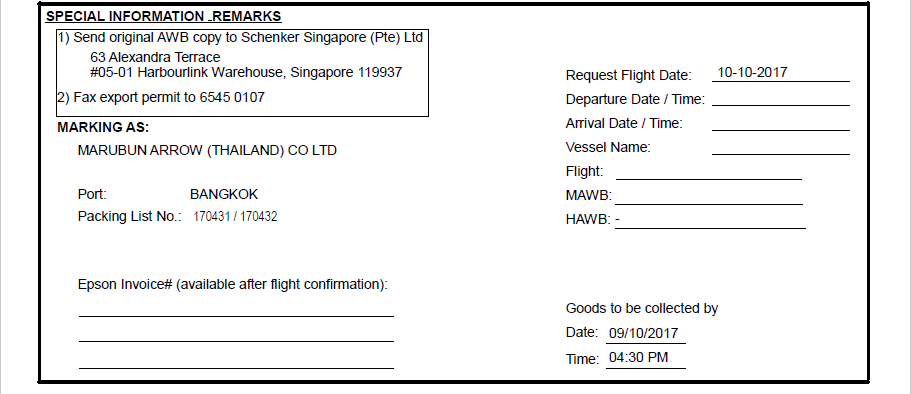 SPECIAL INFORMATION REMARKS
1) Send original AWB copy to Schenker Singapore (Pte) Ltd
63 Alexandra Terrace
#05-01 Harbourlink Warehouse, Singapore 119937
2) Fax export permit to 6545 0107
MARKING AS:
MARUBUN ARROW (THAILAND) CO LTD
Port: BANGKOK
Packing List No.: 170431 / 170432
Epson Invoice# (available after flight confirmation):
Request Flight Date: 10-10-2017
Departure Date / Time:
Arrival Date / Time:
Vessel Name:
Flight:
MAWB:
HAWB: -
Goods to be collected by
Date: 09/10/2017
Time: 04:30 PM